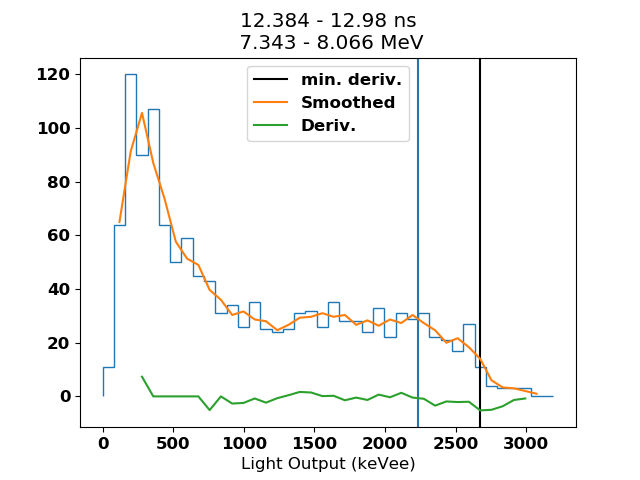 12.384 - 12.98 ns
7.343 - 8.066 MeV
min. deriv.
Smoothed
Deriv.
120
100
80
60
40
20
0
0 500 1000 1500 2000 2500 3000
Light Output (keVee)